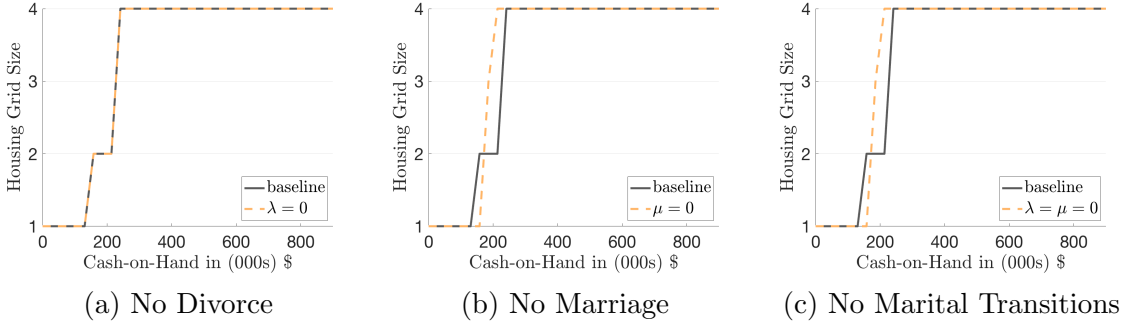 4
3
2
1
Housing Grid Size
0 200 400 600 800
Cash-on-Hand in (000s) $
baseline
λ = 0
(a) No Divorce
4
3
2
1
Housing Grid Size
0 200 400 600 800
Cash-on-Hand in (000s) $
baseline
μ = 0
(b) No Marriage
4
3
2
1
Housing Grid Size
0 200 400 600 800
Cash-on-Hand in (000s) $
baseline
λ = μ = 0
(c) No Marital Transitions